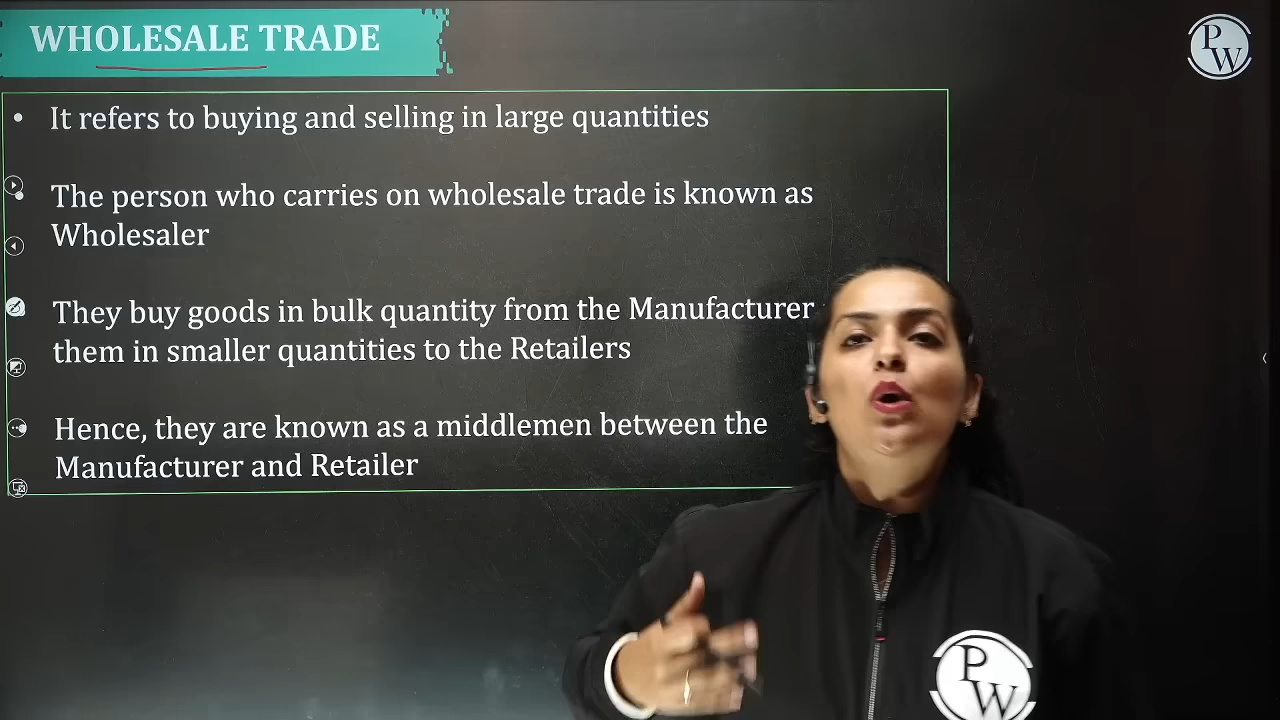 WHOLESALE TRADE
PW
• It refers to buying and selling in large quantities
• The person who carries on wholesale trade is known as
Wholesaler
They buy goods in bulk quantity from the Manufacturer
them in smaller quantities to the Retailers
Hence, they are known as a middlemen between the
Manufacturer and Retailer
PW